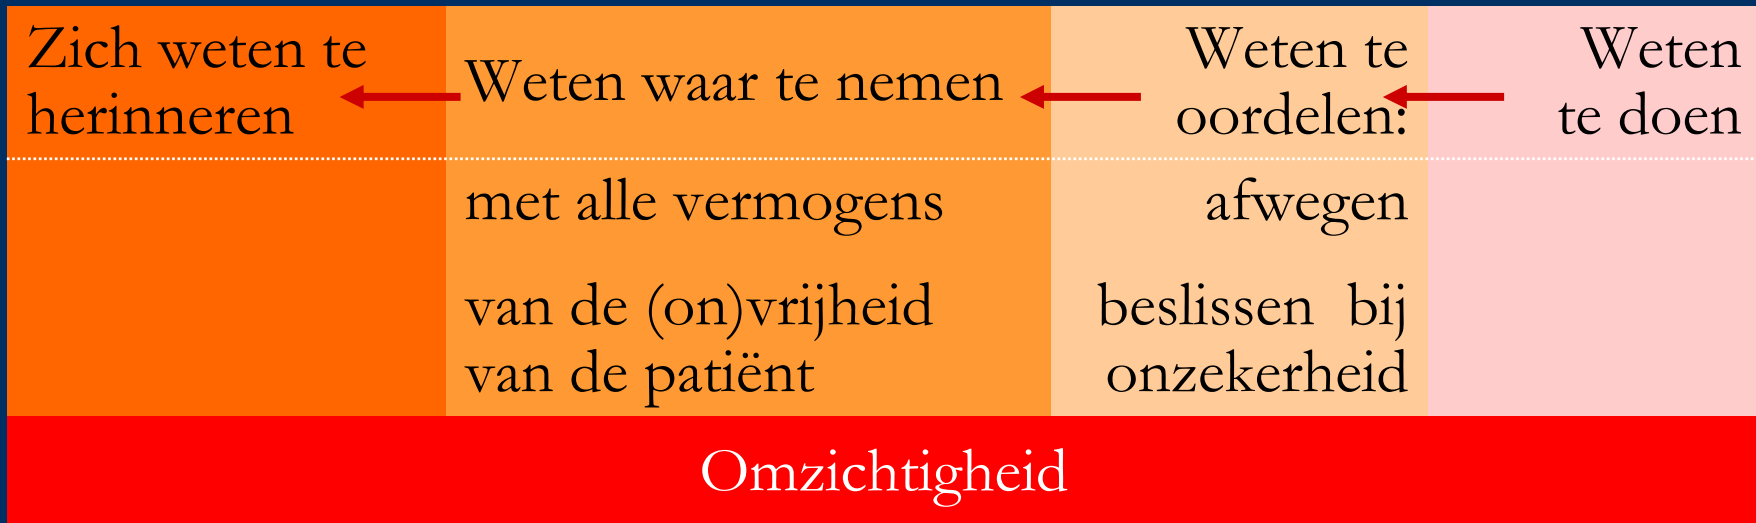 Zich weten te
herinneren
Weten waar te nemen
Weten te
oordelen:
Weten
te doen
met alle vermogens
afwegen
van de (on)vrijheid
van de patiënt
beslissen bij
onzekerheid
Omzichtigheid